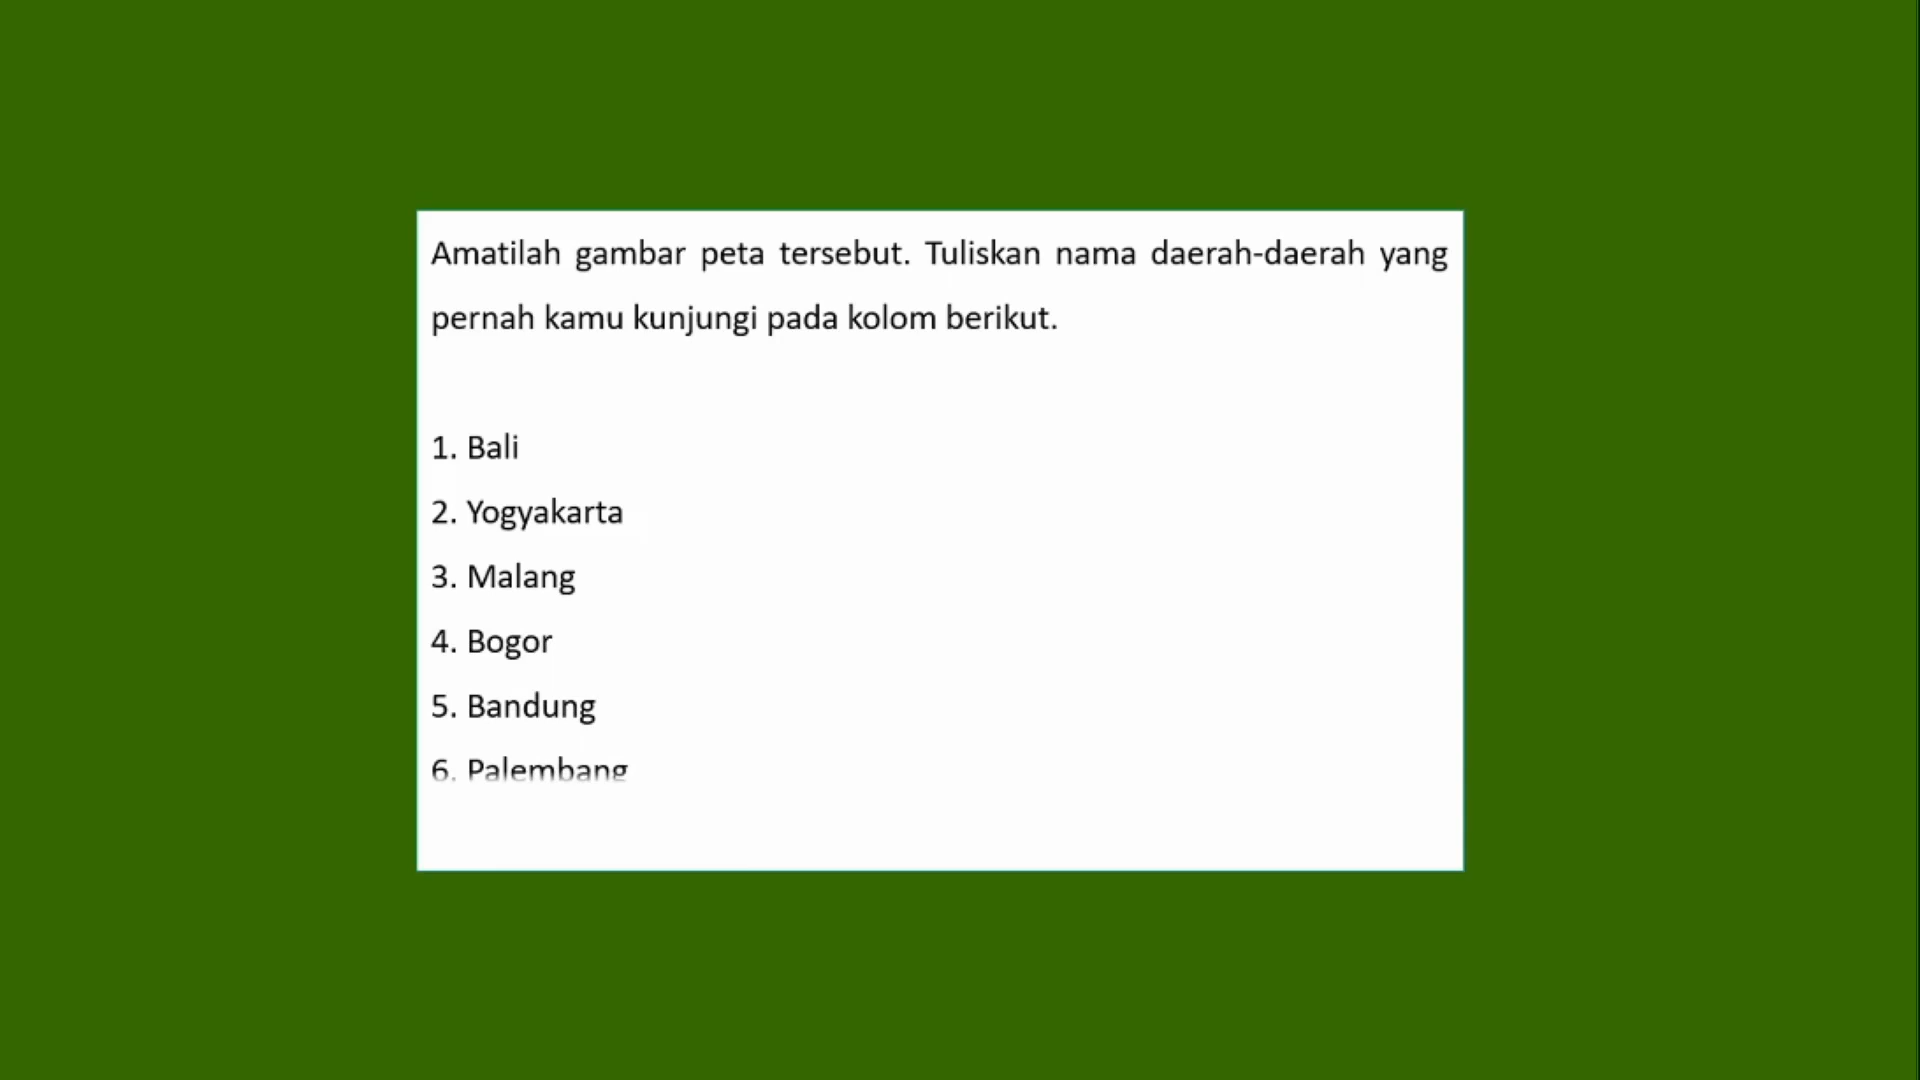 Amatilah gambar peta tersebut. Tuliskan nama daerah-daerah yang
pernah kamu kunjungi pada kolom berikut.
1. Bali
2. Yogyakarta
3. Malang
4. Bogor
5. Bandung
6. Palembang